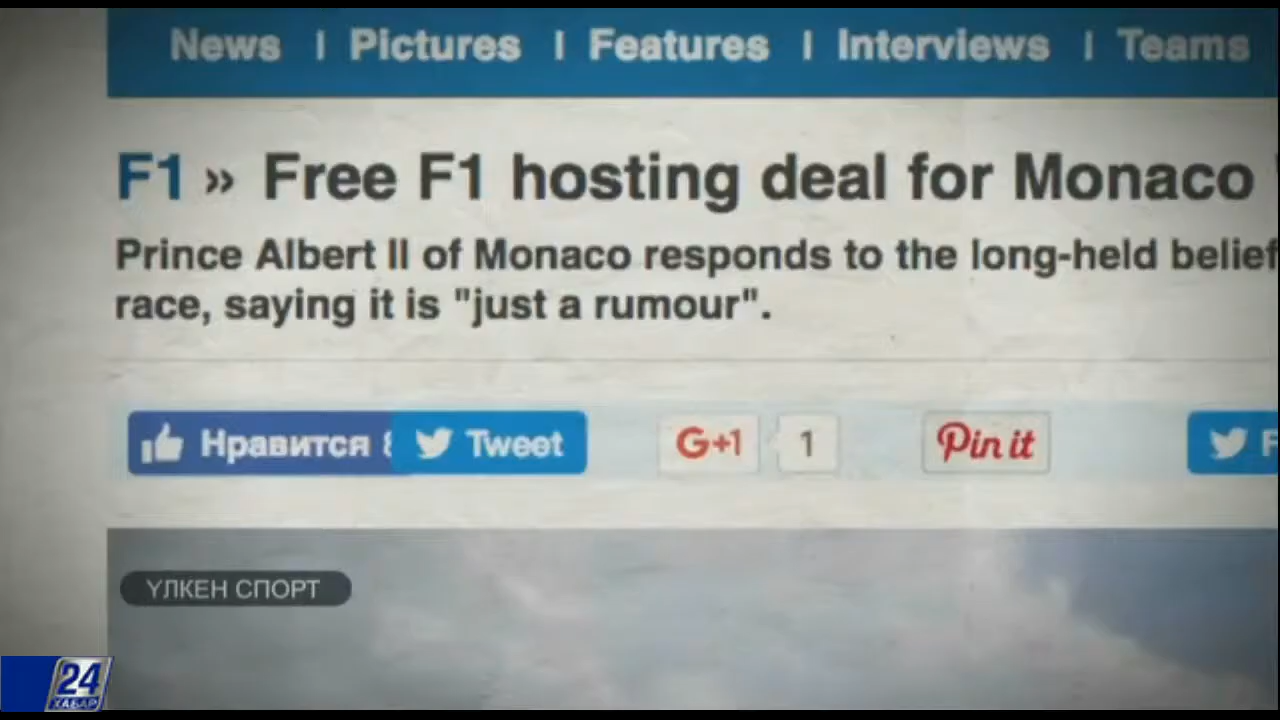 News | Pictures | Features | Interviews | Teams
F1 » Free F1 hosting deal for Monaco
Prince Albert II of Monaco responds to the long-held belief
race, saying it is "just a rumour".
Нравится Tweet G+1 1 Pin it
ҮЛКЕН СПОРТ
24
ХАБАР